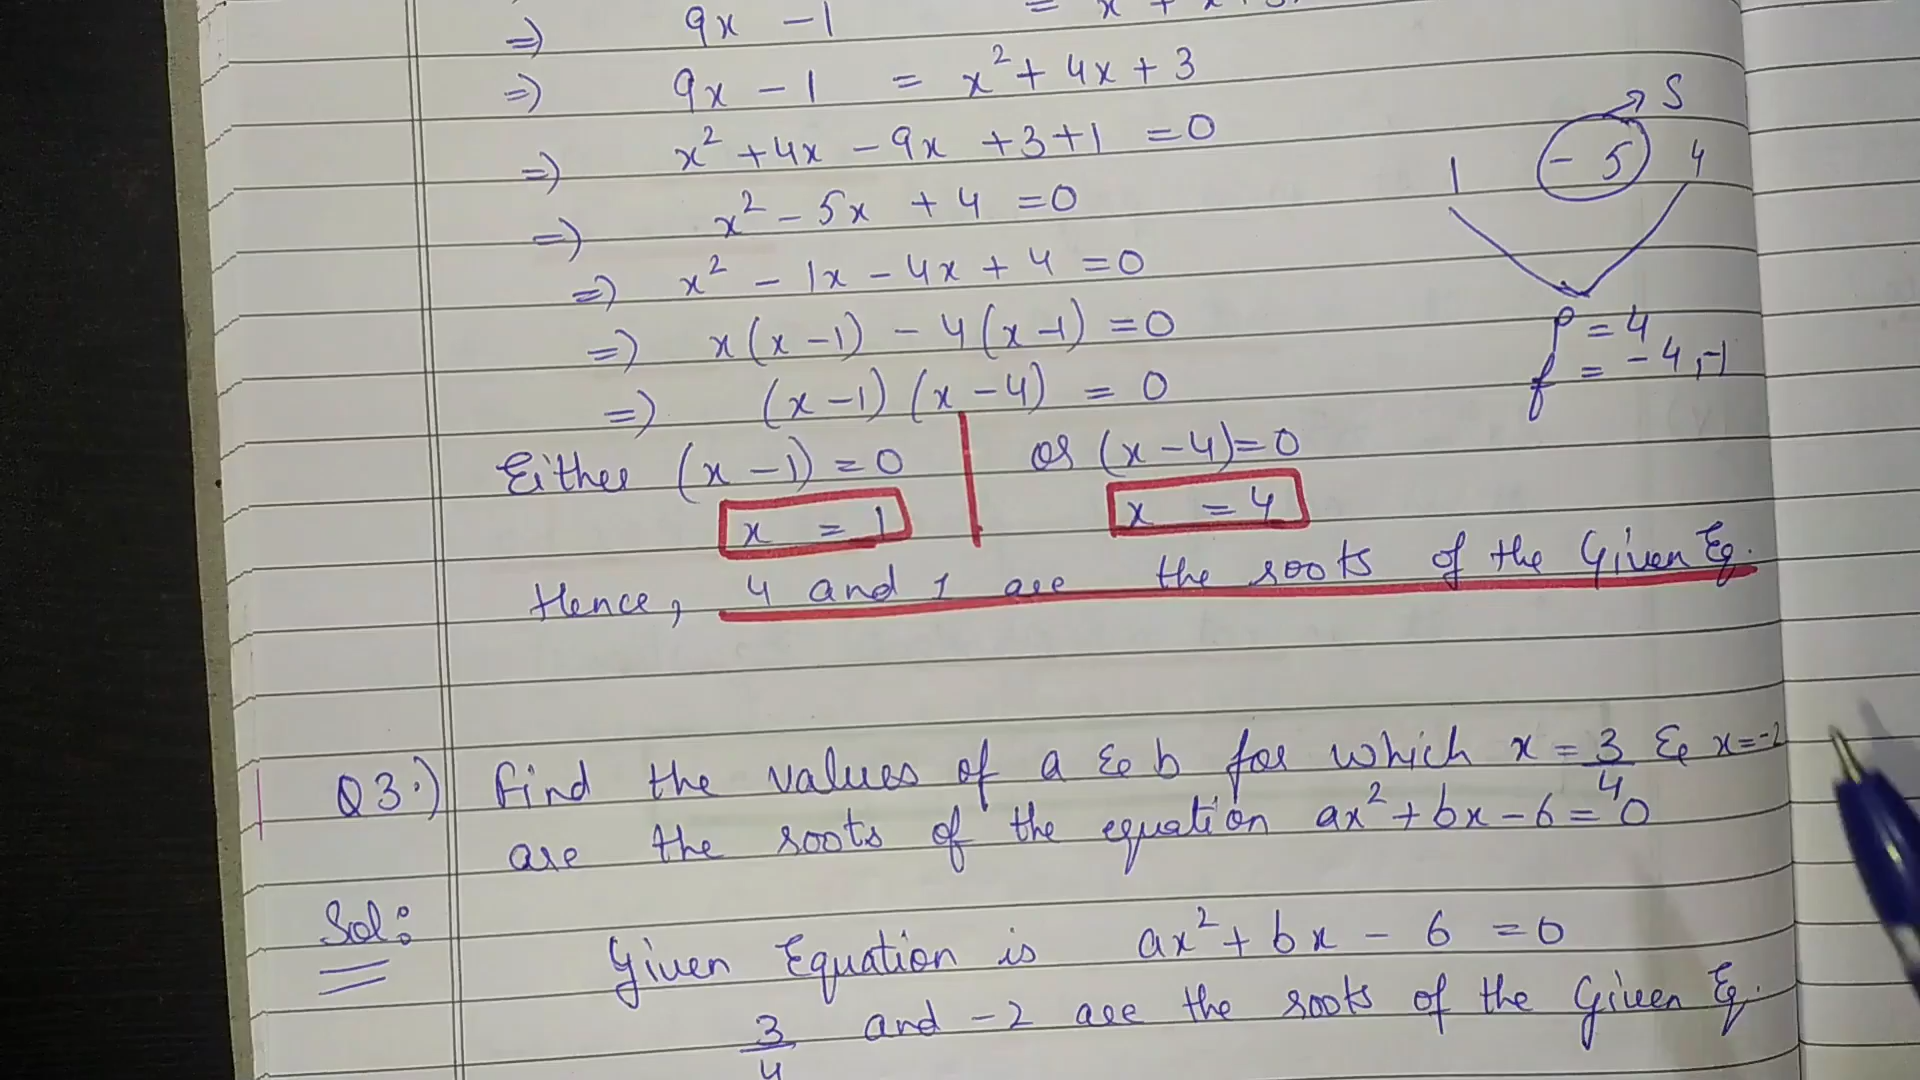 => 9x - 1 =
=> 9x - 1 = x² + 4x + 3
=> x² + 4x - 9x + 3 + 1 = 0
=> x² - 5x + 4 = 0
=> x² - 1x - 4x + 4 = 0
=> x(x-1) - 4(x-1) = 0
=> (x-1)(x-4) = 0
S
1 -5 4
P = 4
f = -4, -1
Either (x-1)=0 or (x-4)=0
x = 1 x = 4
Hence, 4 and 1 are the roots of the Given Eq.
Q3.) Find the values of a & b for which x = 3/4 & x = -2
are the roots of the equation ax² + bx - 6 = 0
Sol:
Given Equation is ax² + bx - 6 = 0
3/4 and -2 are the roots of the Given Eq.